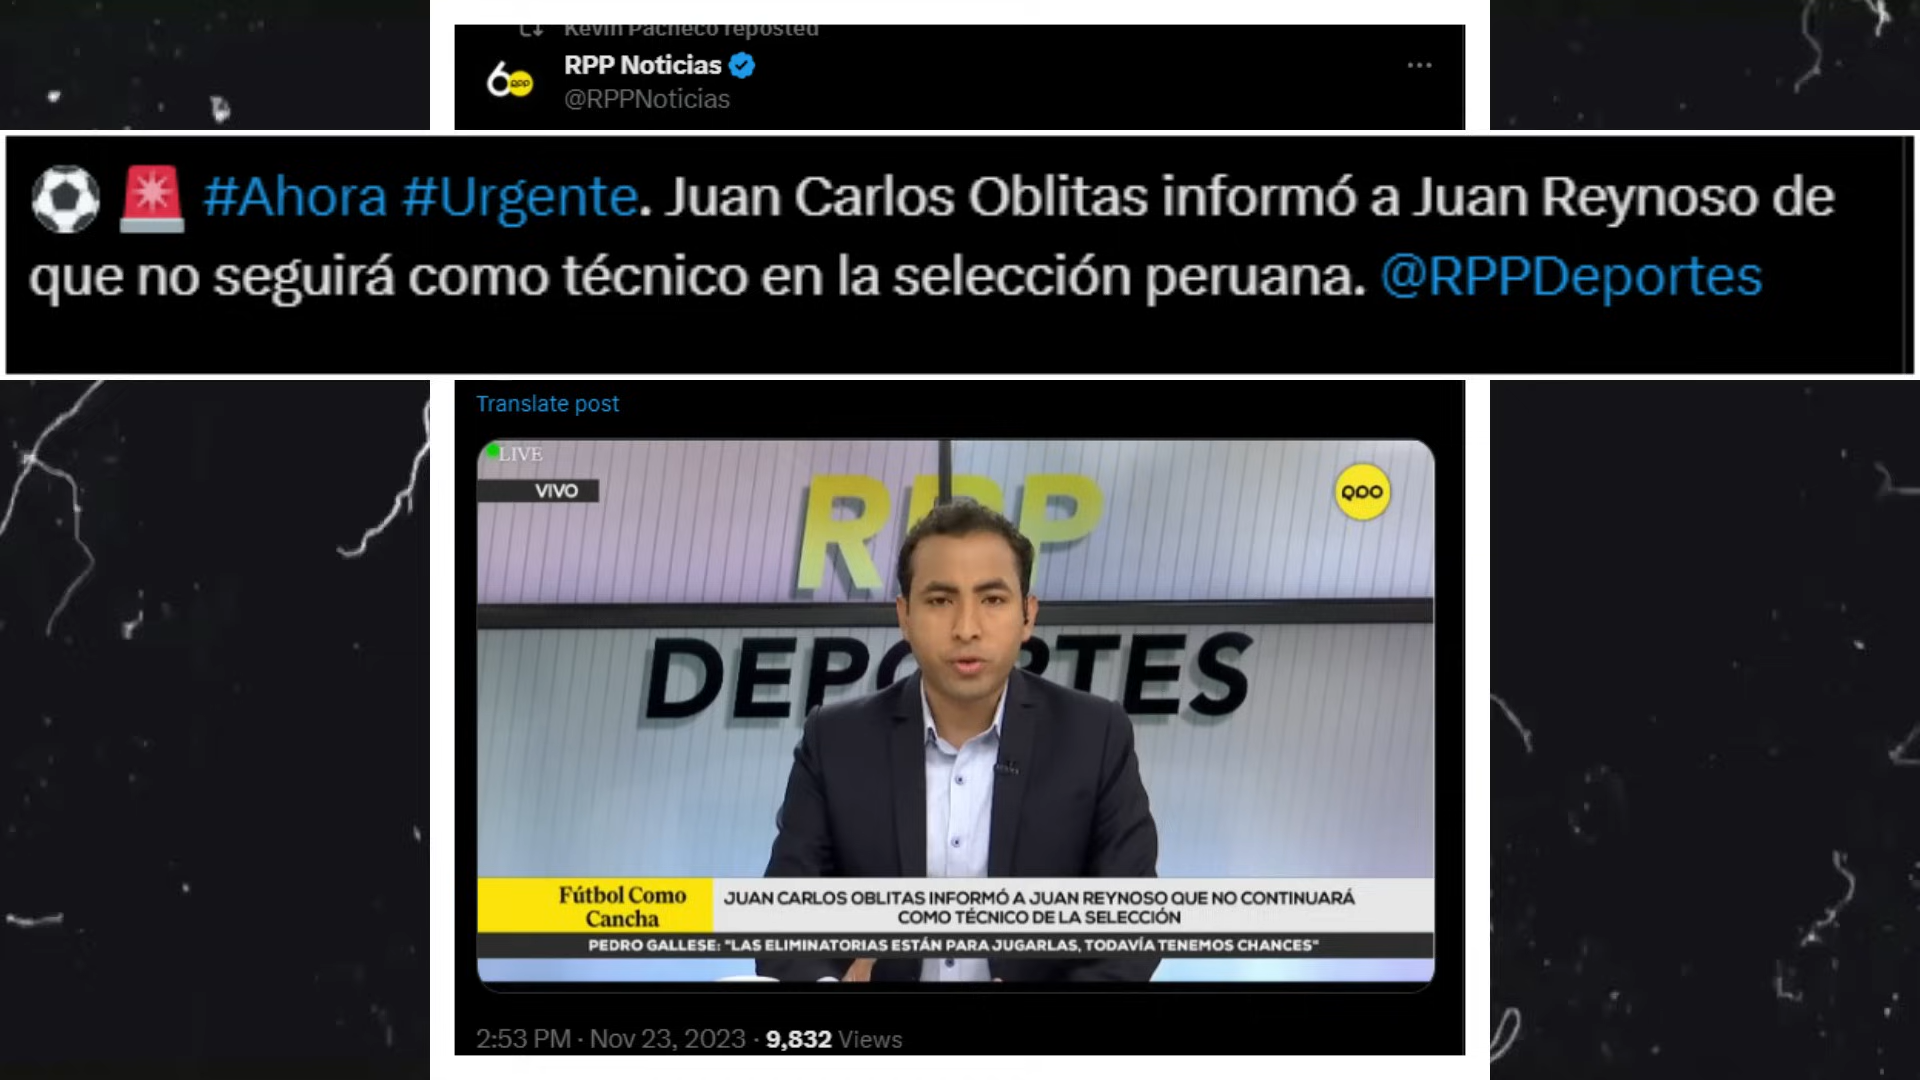 Kevin Pacheco reposted
RPP Noticias
@RPPNoticias
#Ahora #Urgente. Juan Carlos Oblitas informó a Juan Reynoso de
que no seguirá como técnico en la selección peruana. @RPPDeportes
Translate post
LIVE
VIVO
RPP
DEPORTES
Fútbol Como
Cancha
JUAN CARLOS OBLITAS INFORMÓ A JUAN REYNOSO QUE NO CONTINUARÁ
COMO TÉCNICO DE LA SELECCIÓN
PEDRO GALLESE: "LAS ELIMINATORIAS ESTÁN PARA JUGARLAS, TODAVÍA TENEMOS CHANCES"
2:53 PM · Nov 23, 2023 · 9,832 Views